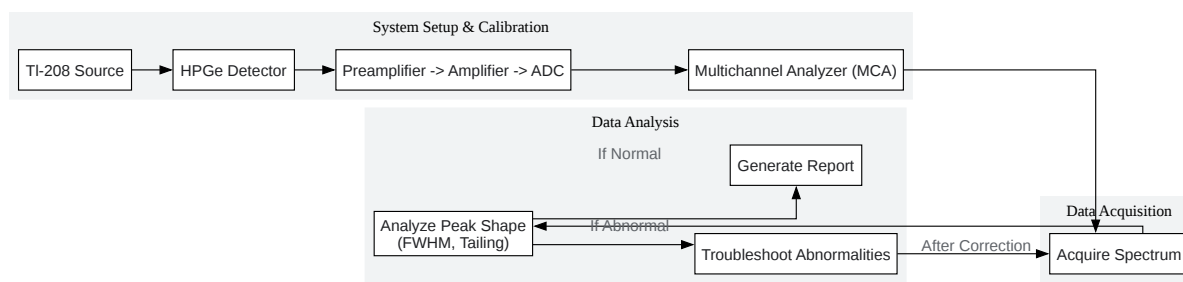 System Setup & Calibration
Tl-208 Source
HPGe Detector
Preamplifier -> Amplifier -> ADC
Multichannel Analyzer (MCA)
Data Analysis
If Normal
Generate Report
Analyze Peak Shape
(FWHM, Tailing)
If Abnormal
Troubleshoot Abnormalities
After Correction
Data Acquisition
Acquire Spectrum